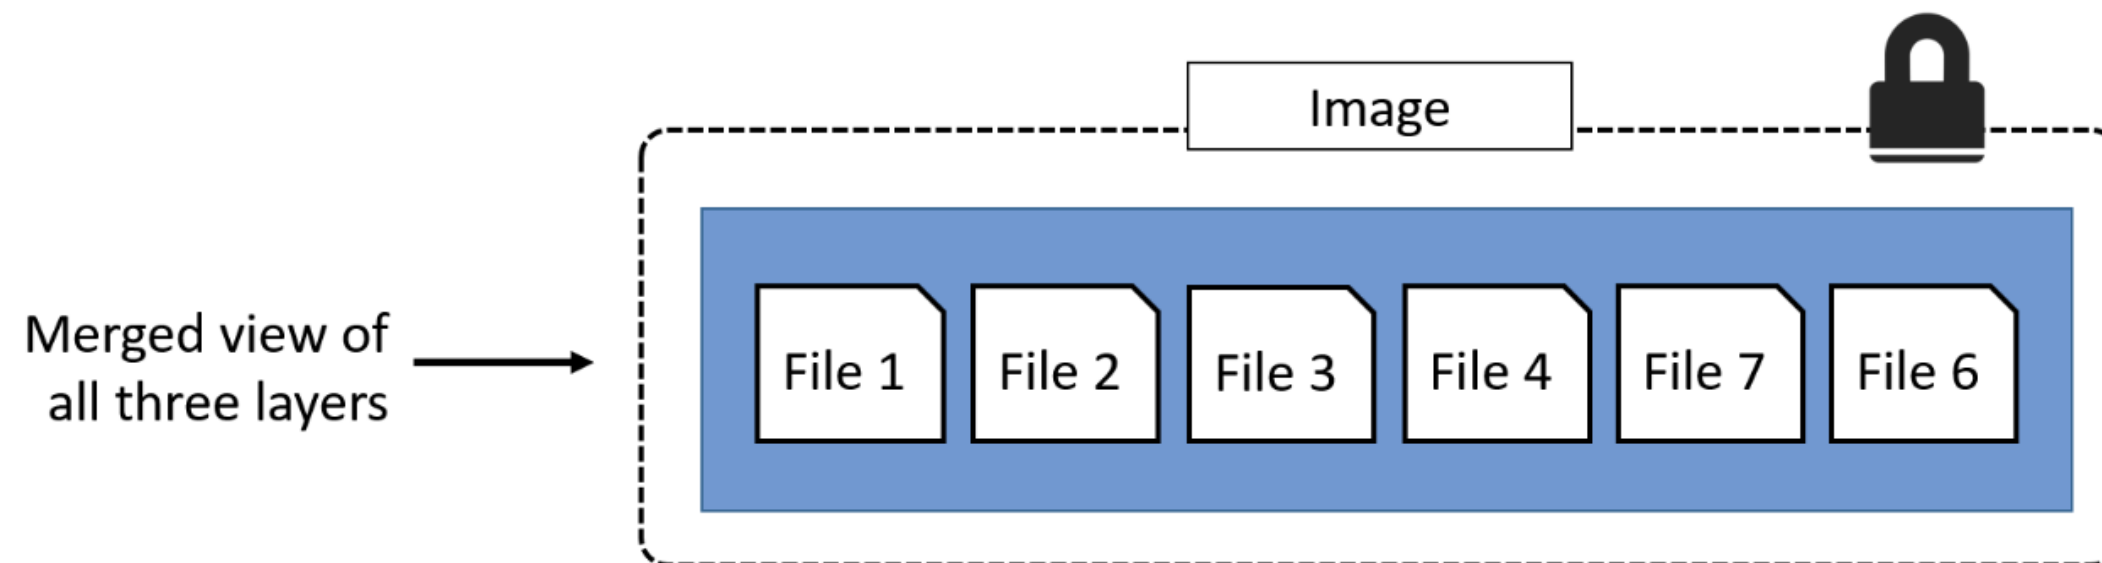 Image
Merged view of
all three layers
File 1
File 2
File 3
File 4
File 7
File 6